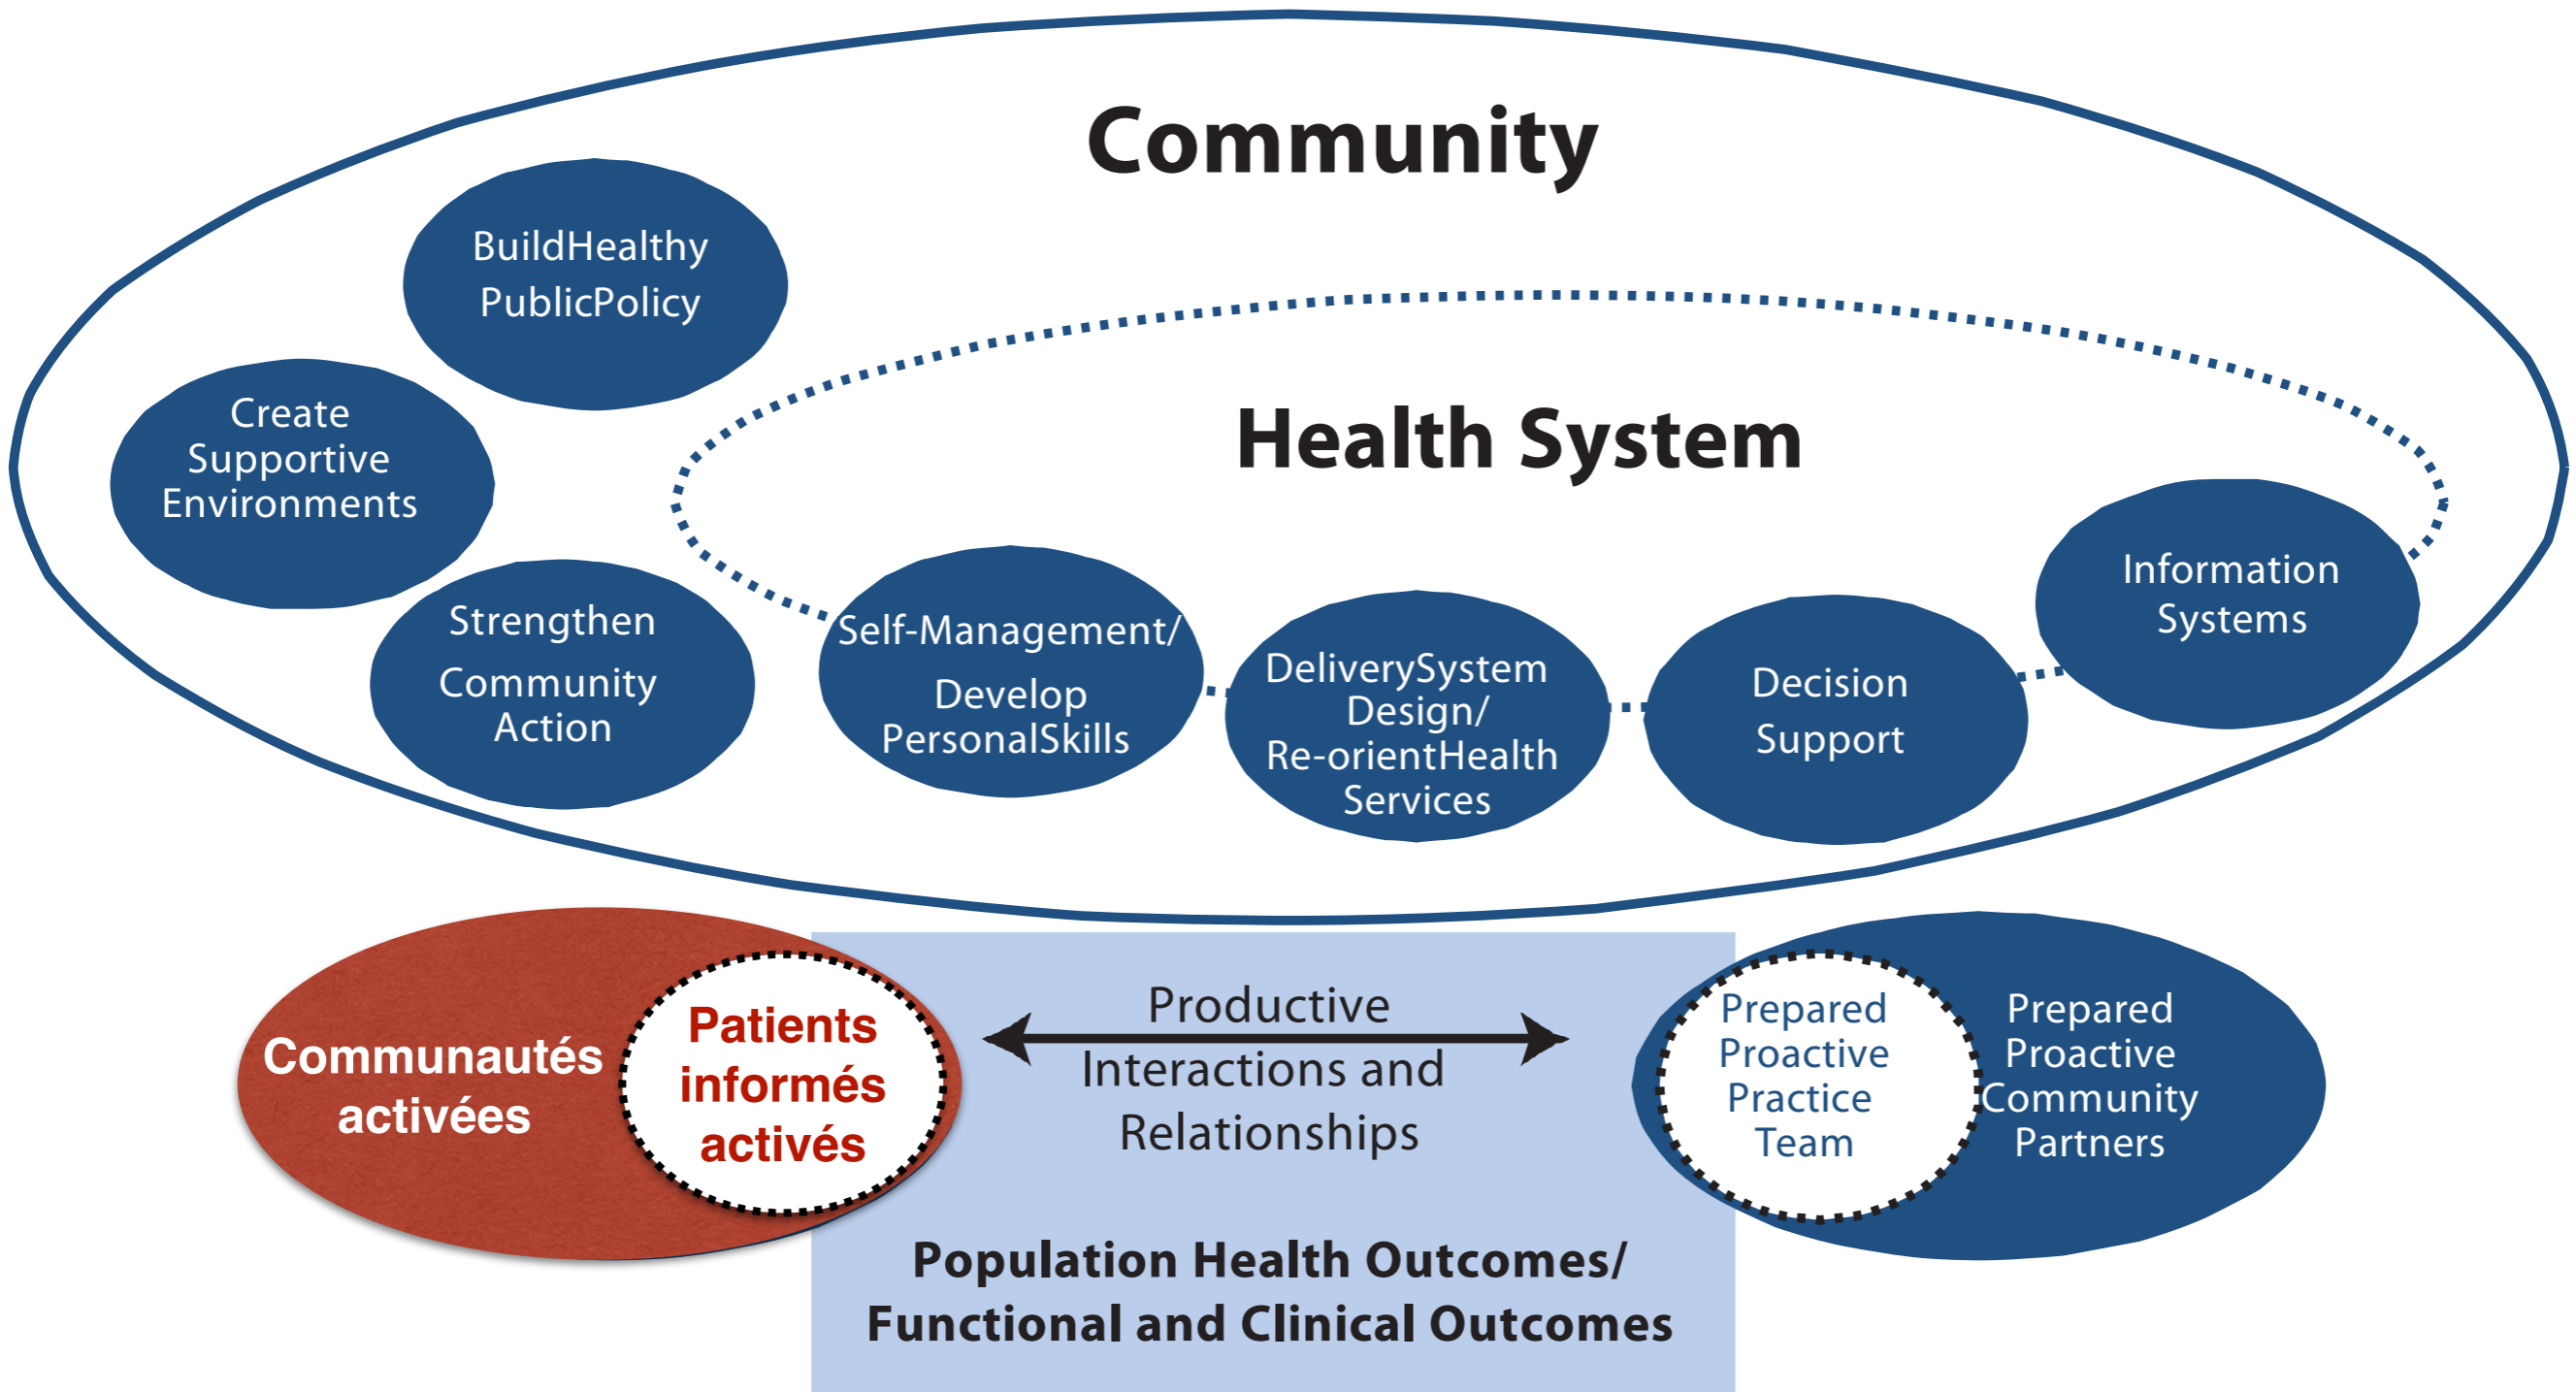 Community
BuildHealthy
PublicPolicy
Create
Supportive
Environments
Strengthen
Community
Action
Health System
Self-Management/
Develop
PersonalSkills
DeliverySystem
Design/
Re-orientHealth
Services
Decision
Support
Information
Systems
Communautés
activées
Patients
informés
activés
Productive
Interactions and
Relationships
Prepared
Proactive
Practice
Team
Prepared
Proactive
Community
Partners
Population Health Outcomes/
Functional and Clinical Outcomes